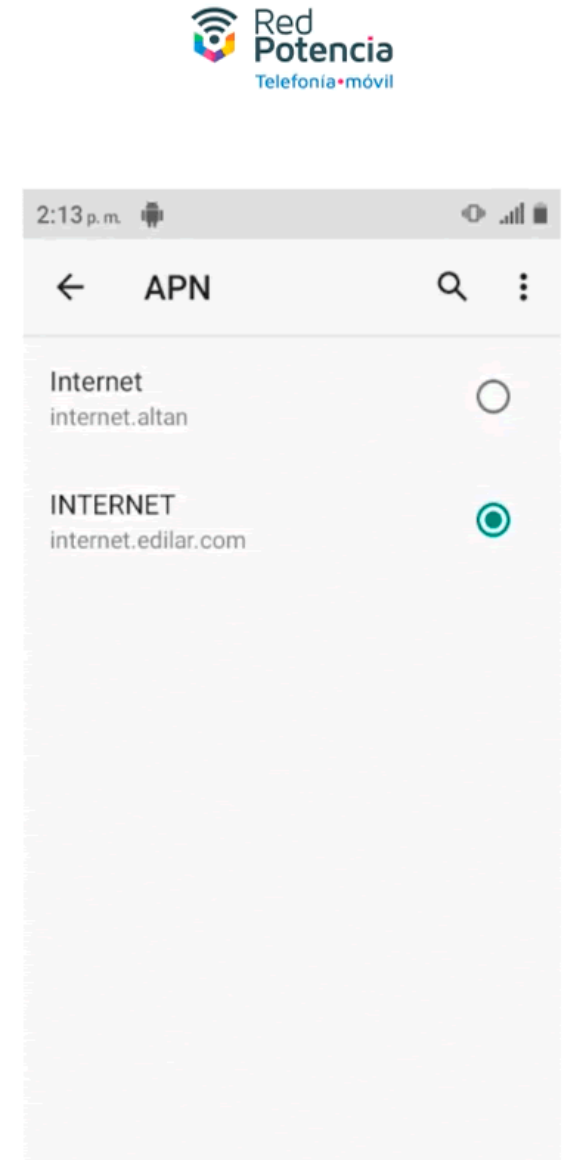 Red
Potencia
Telefonía•móvil
2:13 p. m.
APN
Internet
internet.altan
INTERNET
internet.edilar.com